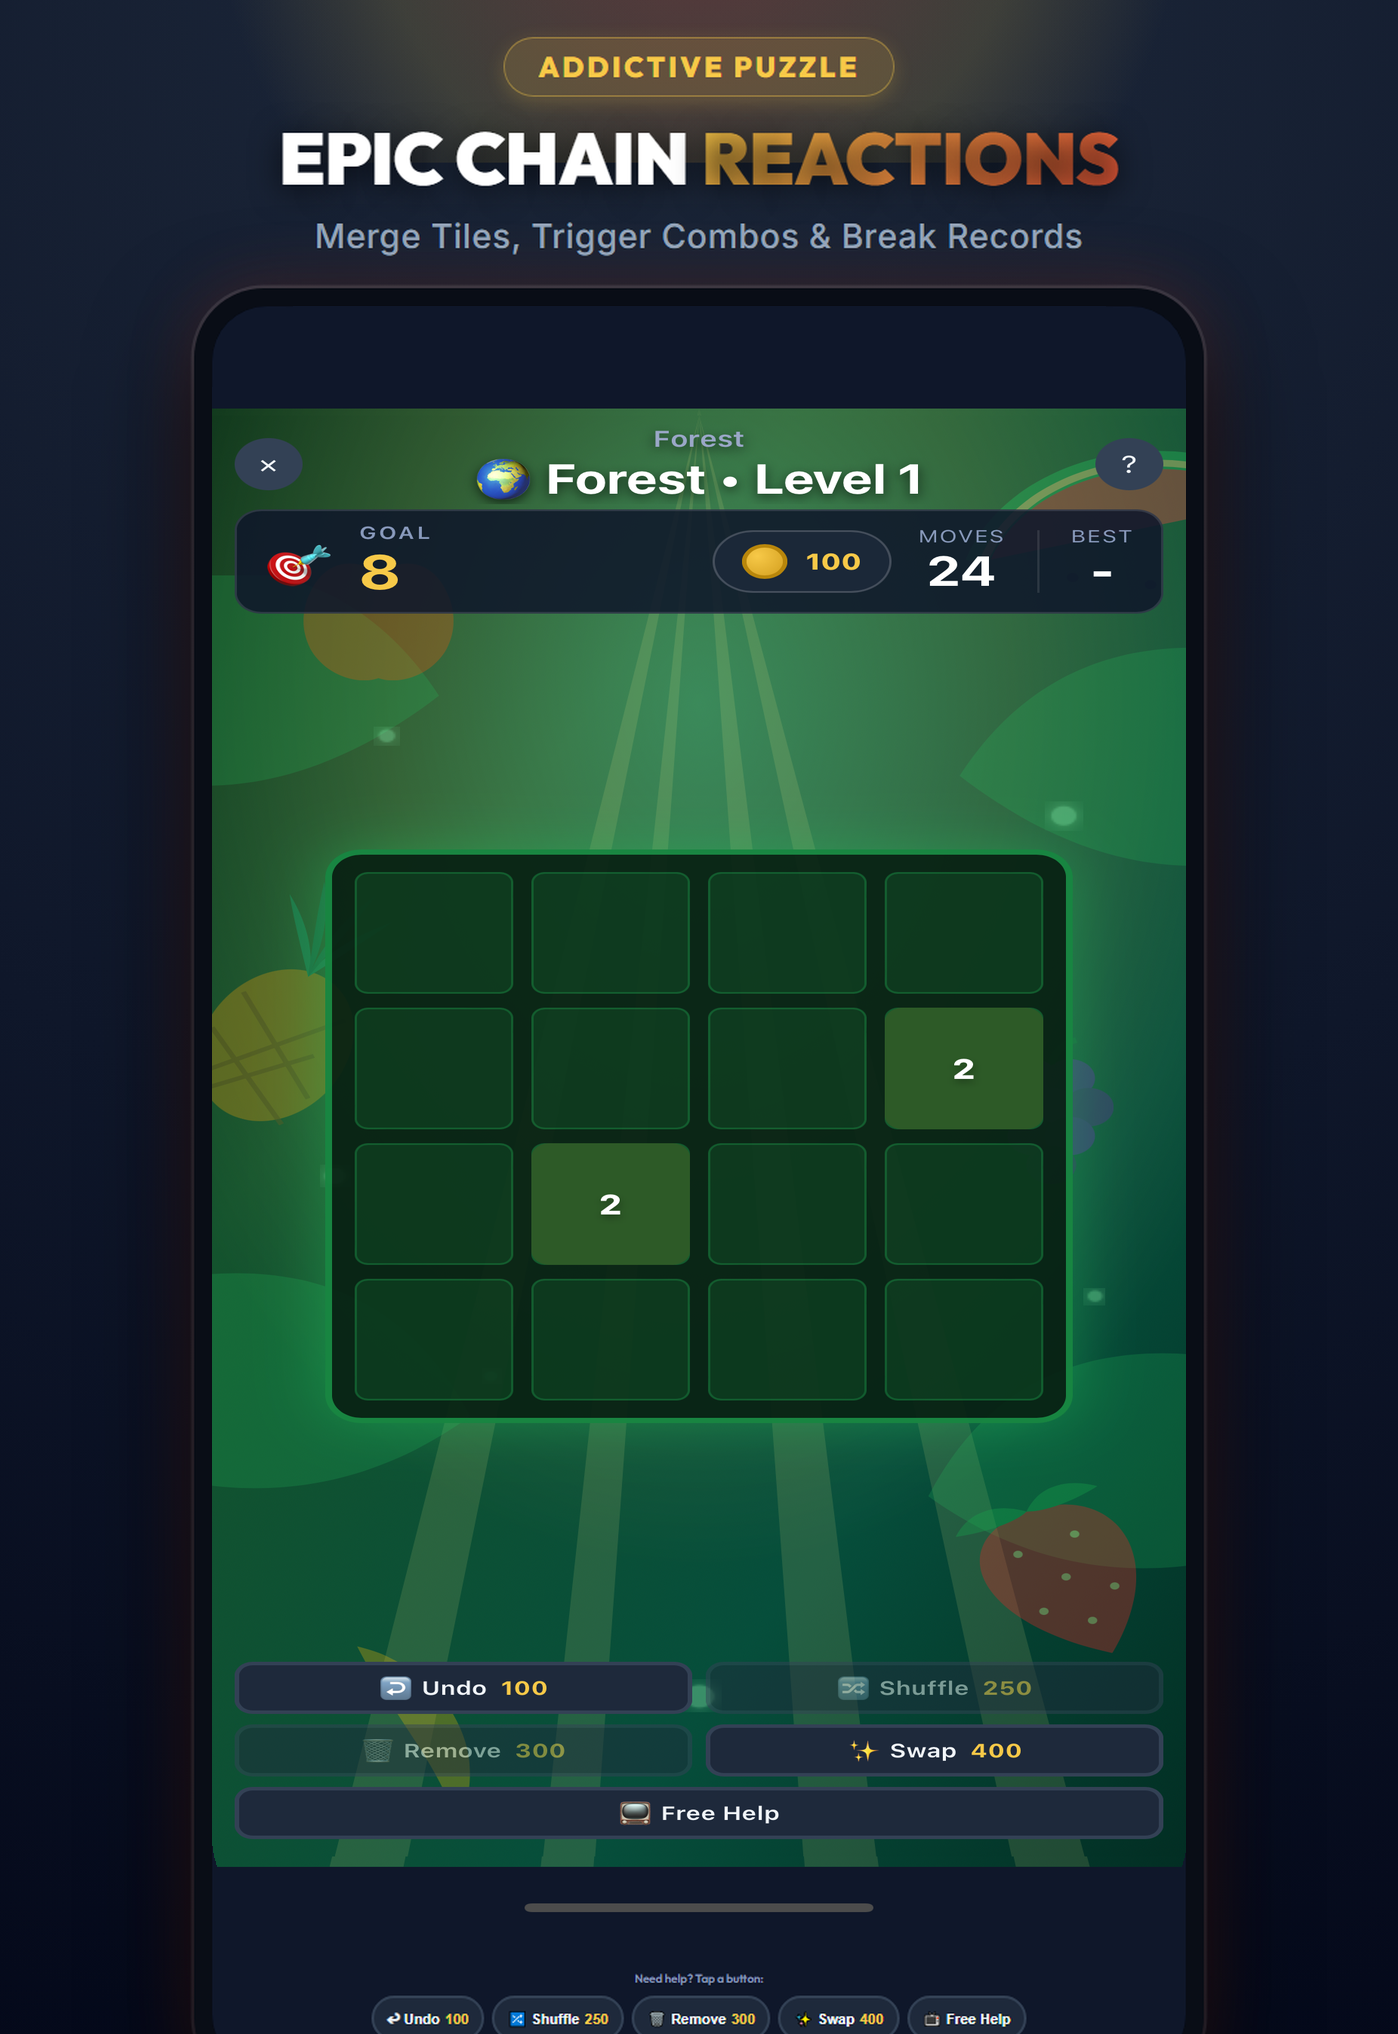 ADDICTIVE PUZZLE
EPIC CHAIN REACTIONS
Merge Tiles, Trigger Combos & Break Records
Forest
× Forest • Level 1 ?
GOAL
8
100
MOVES
24
BEST
-
2
2
Undo 100
Shuffle 250
Remove 300
Swap 400
Free Help
Need help? Tap a button:
Undo 100
Shuffle 250
Remove 300
Swap 400
Free Help